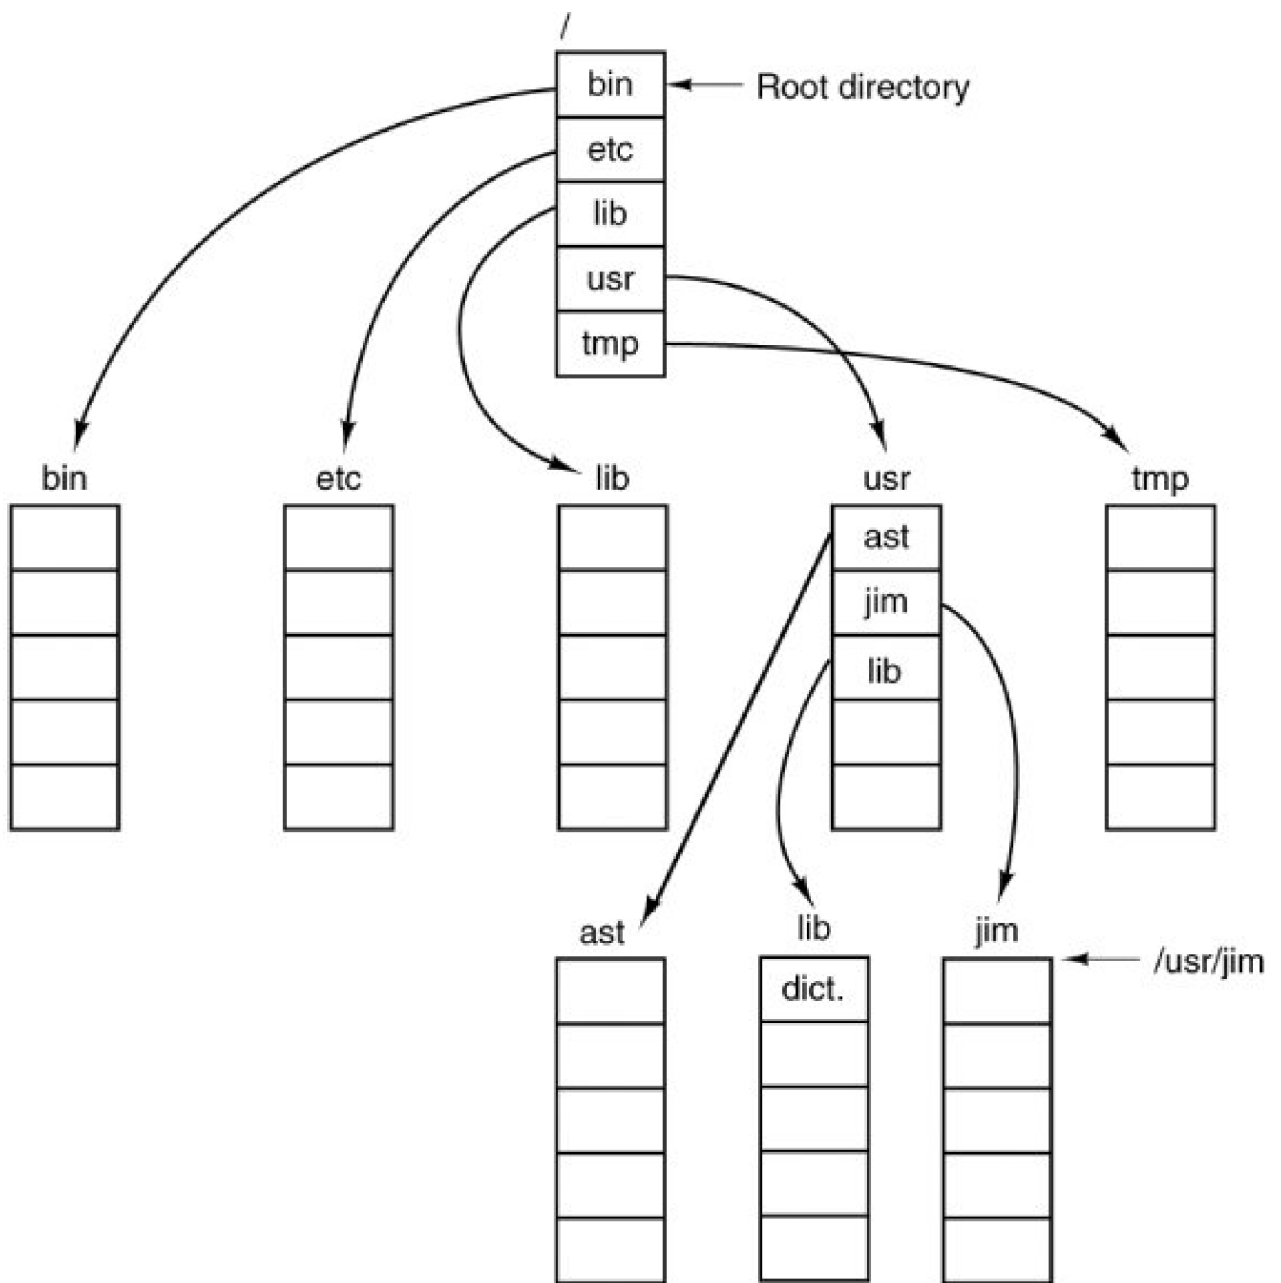 /
bin
Root directory
etc
lib
usr
tmp
bin
etc
lib
usr
tmp
ast
jim
lib
ast
lib
jim
/usr/jim
dict.